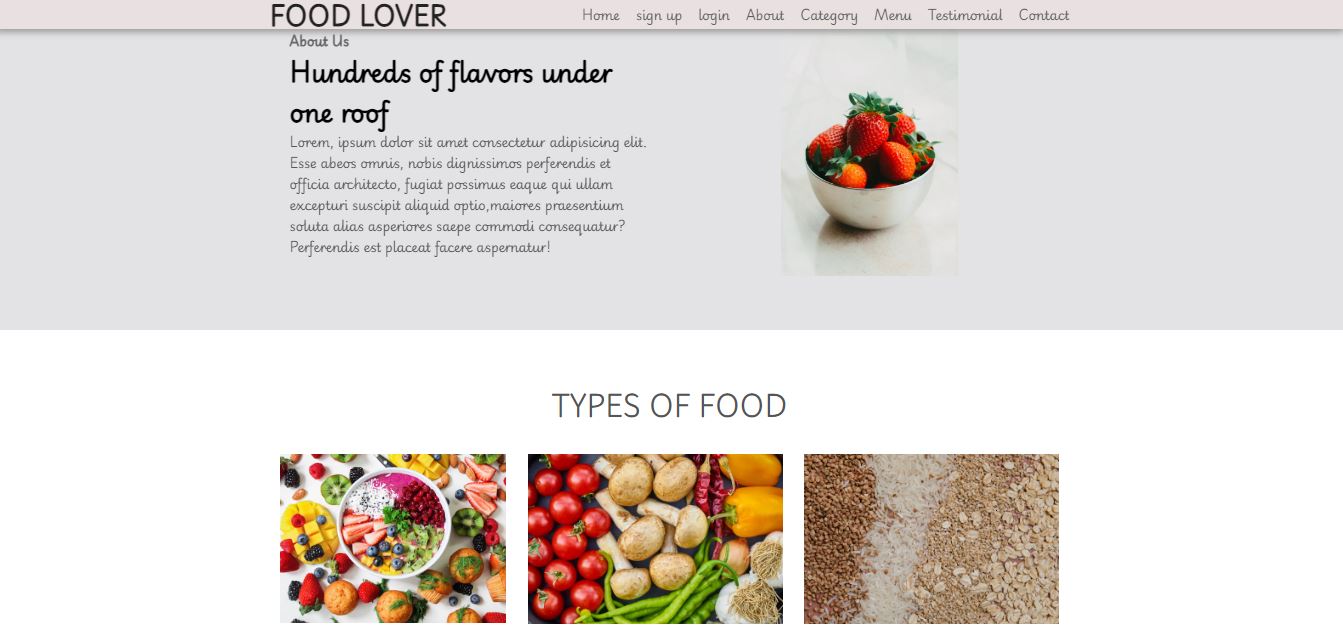 FOOD LOVER
Home sign up login About Category Menu Testimonial Contact
About Us
Hundreds of flavors under
one roof
Lorem, ipsum dolor sit amet consectetur adipisicing elit.
Esse abeos omnis, nobis dignissimos perferendis et
officia architecto, fugiat possimus eaque qui ullam
excepturi suscipit aliquid optio,maiores praesentium
soluta alias asperiores saepe commodi consequatur?
Perferendis est placeat facere aspernatur!
TYPES OF FOOD